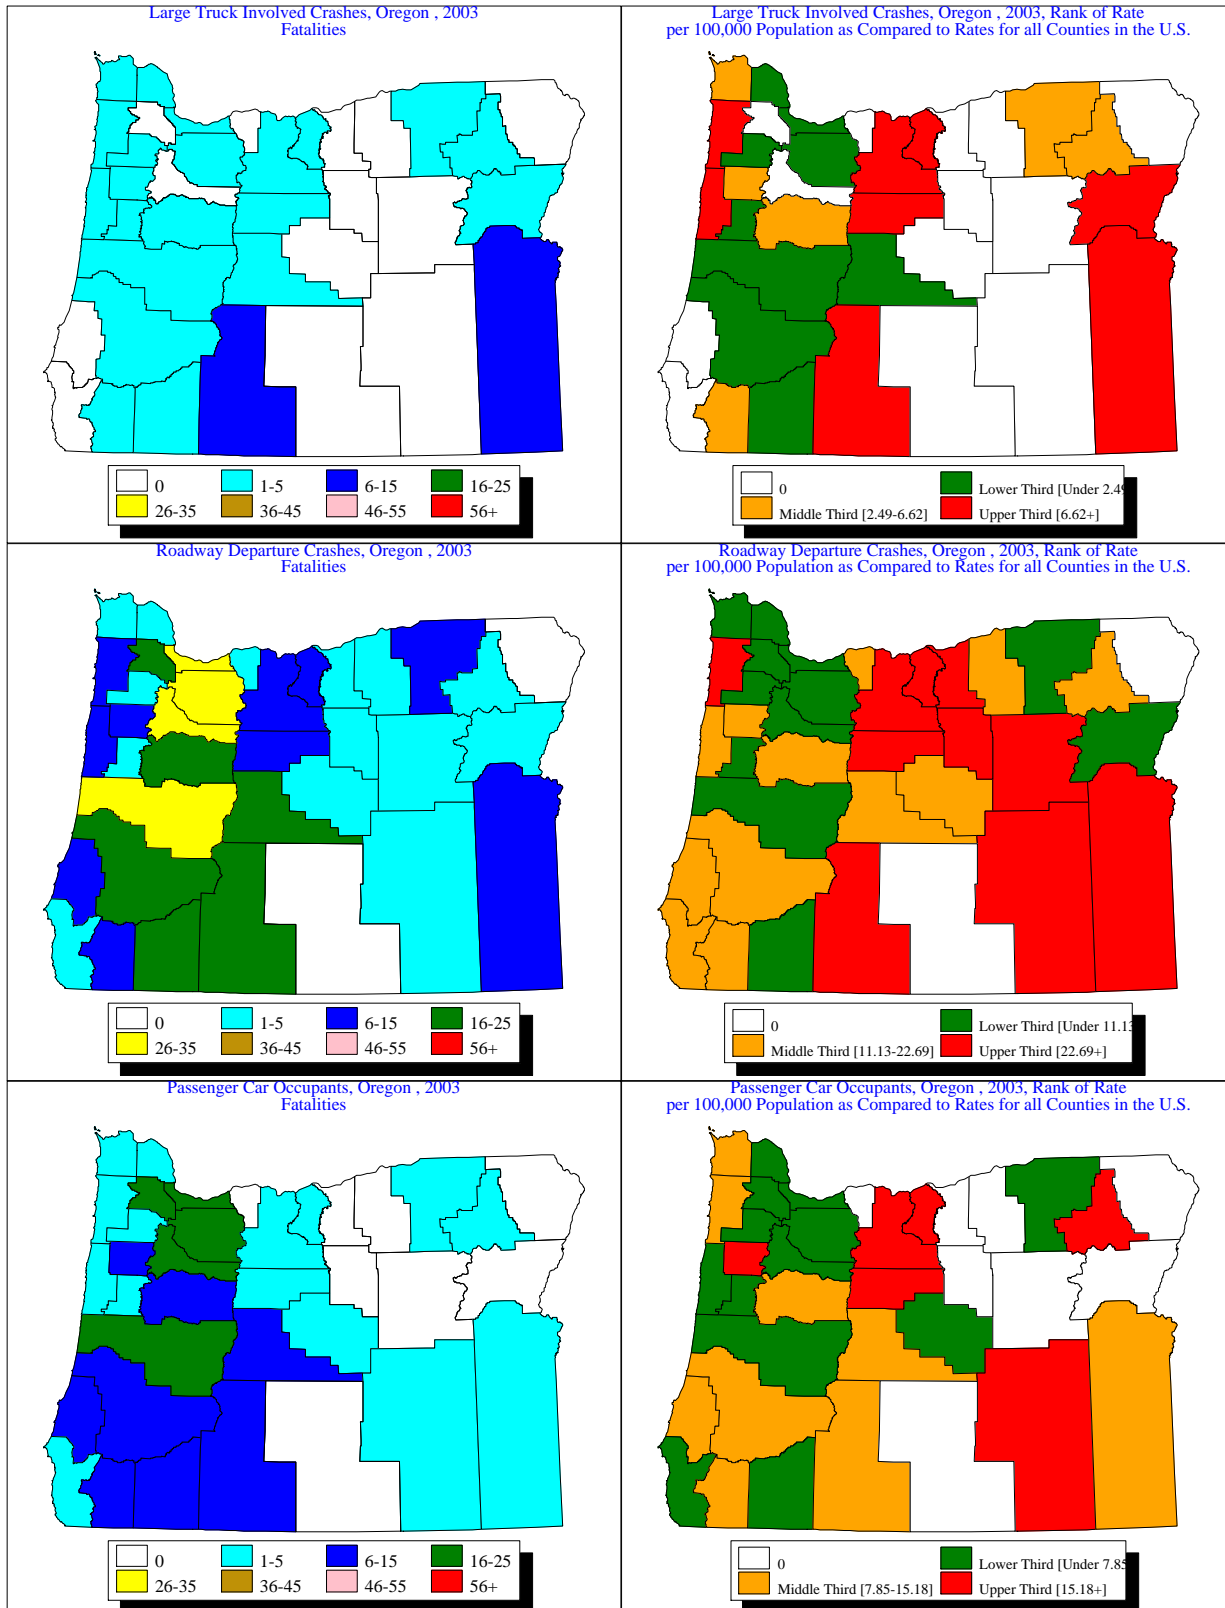 Large Truck Involved Crashes, Oregon , 2003
Fatalities
0
1-5
6-15
16-25
26-35
36-45
46-55
56+
Large Truck Involved Crashes, Oregon , 2003, Rank of Rate
per 100,000 Population as Compared to Rates for all Counties in the U.S.
0
Lower Third [Under 2.49
Middle Third [2.49-6.62]
Upper Third [6.62+]
Roadway Departure Crashes, Oregon , 2003
Fatalities
0
1-5
6-15
16-25
26-35
36-45
46-55
56+
Roadway Departure Crashes, Oregon , 2003, Rank of Rate
per 100,000 Population as Compared to Rates for all Counties in the U.S.
0
Lower Third [Under 11.13
Middle Third [11.13-22.69]
Upper Third [22.69+]
Passenger Car Occupants, Oregon , 2003
Fatalities
0
1-5
6-15
16-25
26-35
36-45
46-55
56+
Passenger Car Occupants, Oregon , 2003, Rank of Rate
per 100,000 Population as Compared to Rates for all Counties in the U.S.
0
Lower Third [Under 7.85
Middle Third [7.85-15.18]
Upper Third [15.18+]